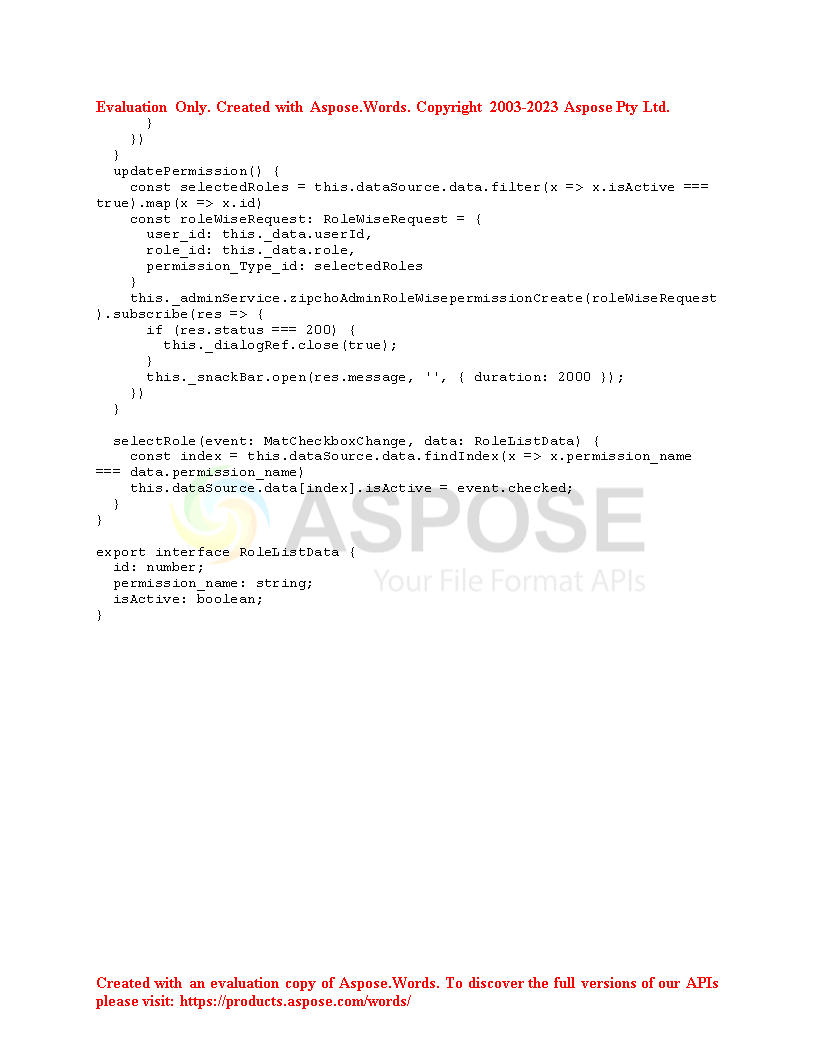 Evaluation Only. Created with Aspose.Words. Copyright 2003-2023 Aspose Pty Ltd.
      }
    })
  }
  updatePermission() {
    const selectedRoles = this.dataSource.data.filter(x => x.isActive ===
true).map(x => x.id)
    const roleWiseRequest: RoleWiseRequest = {
      user_id: this._data.userId,
      role_id: this._data.role,
      permission_Type_id: selectedRoles
    }
    this._adminService.zipchoAdminRoleWisepermissionCreate(roleWiseRequest
).subscribe(res => {
      if (res.status === 200) {
        this._dialogRef.close(true);
      }
      this._snackBar.open(res.message, '', { duration: 2000 });
    })
  }

  selectRole(event: MatCheckboxChange, data: RoleListData) {
    const index = this.dataSource.data.findIndex(x => x.permission_name
=== data.permission_name)
    this.dataSource.data[index].isActive = event.checked;
  }
}
ASPOSE
export interface RoleListData {
  id: number;
  permission_name: string;
Your File Format APIs
  isActive: boolean;
}
Created with an evaluation copy of Aspose.Words. To discover the full versions of our APIs
please visit: https://products.aspose.com/words/